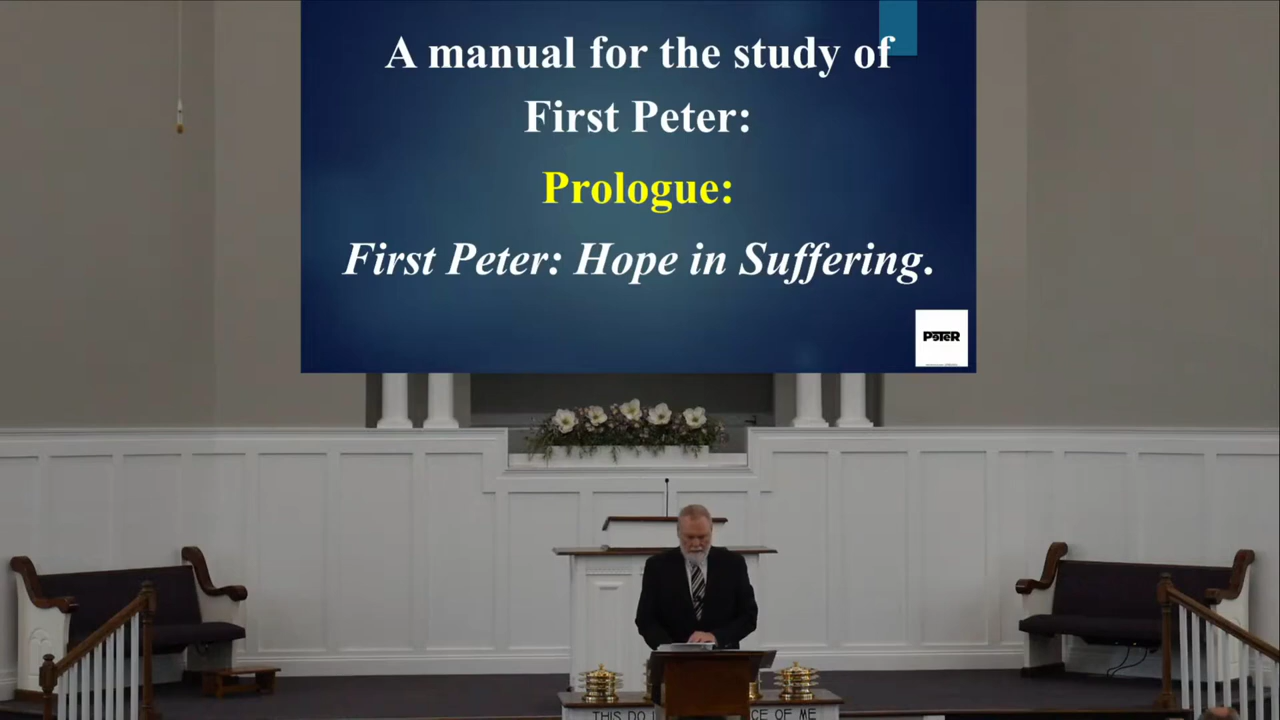 A manual for the study of
First Peter:
Prologue:
First Peter: Hope in Suffering.
PeTeR
THIS DO I CE OF ME